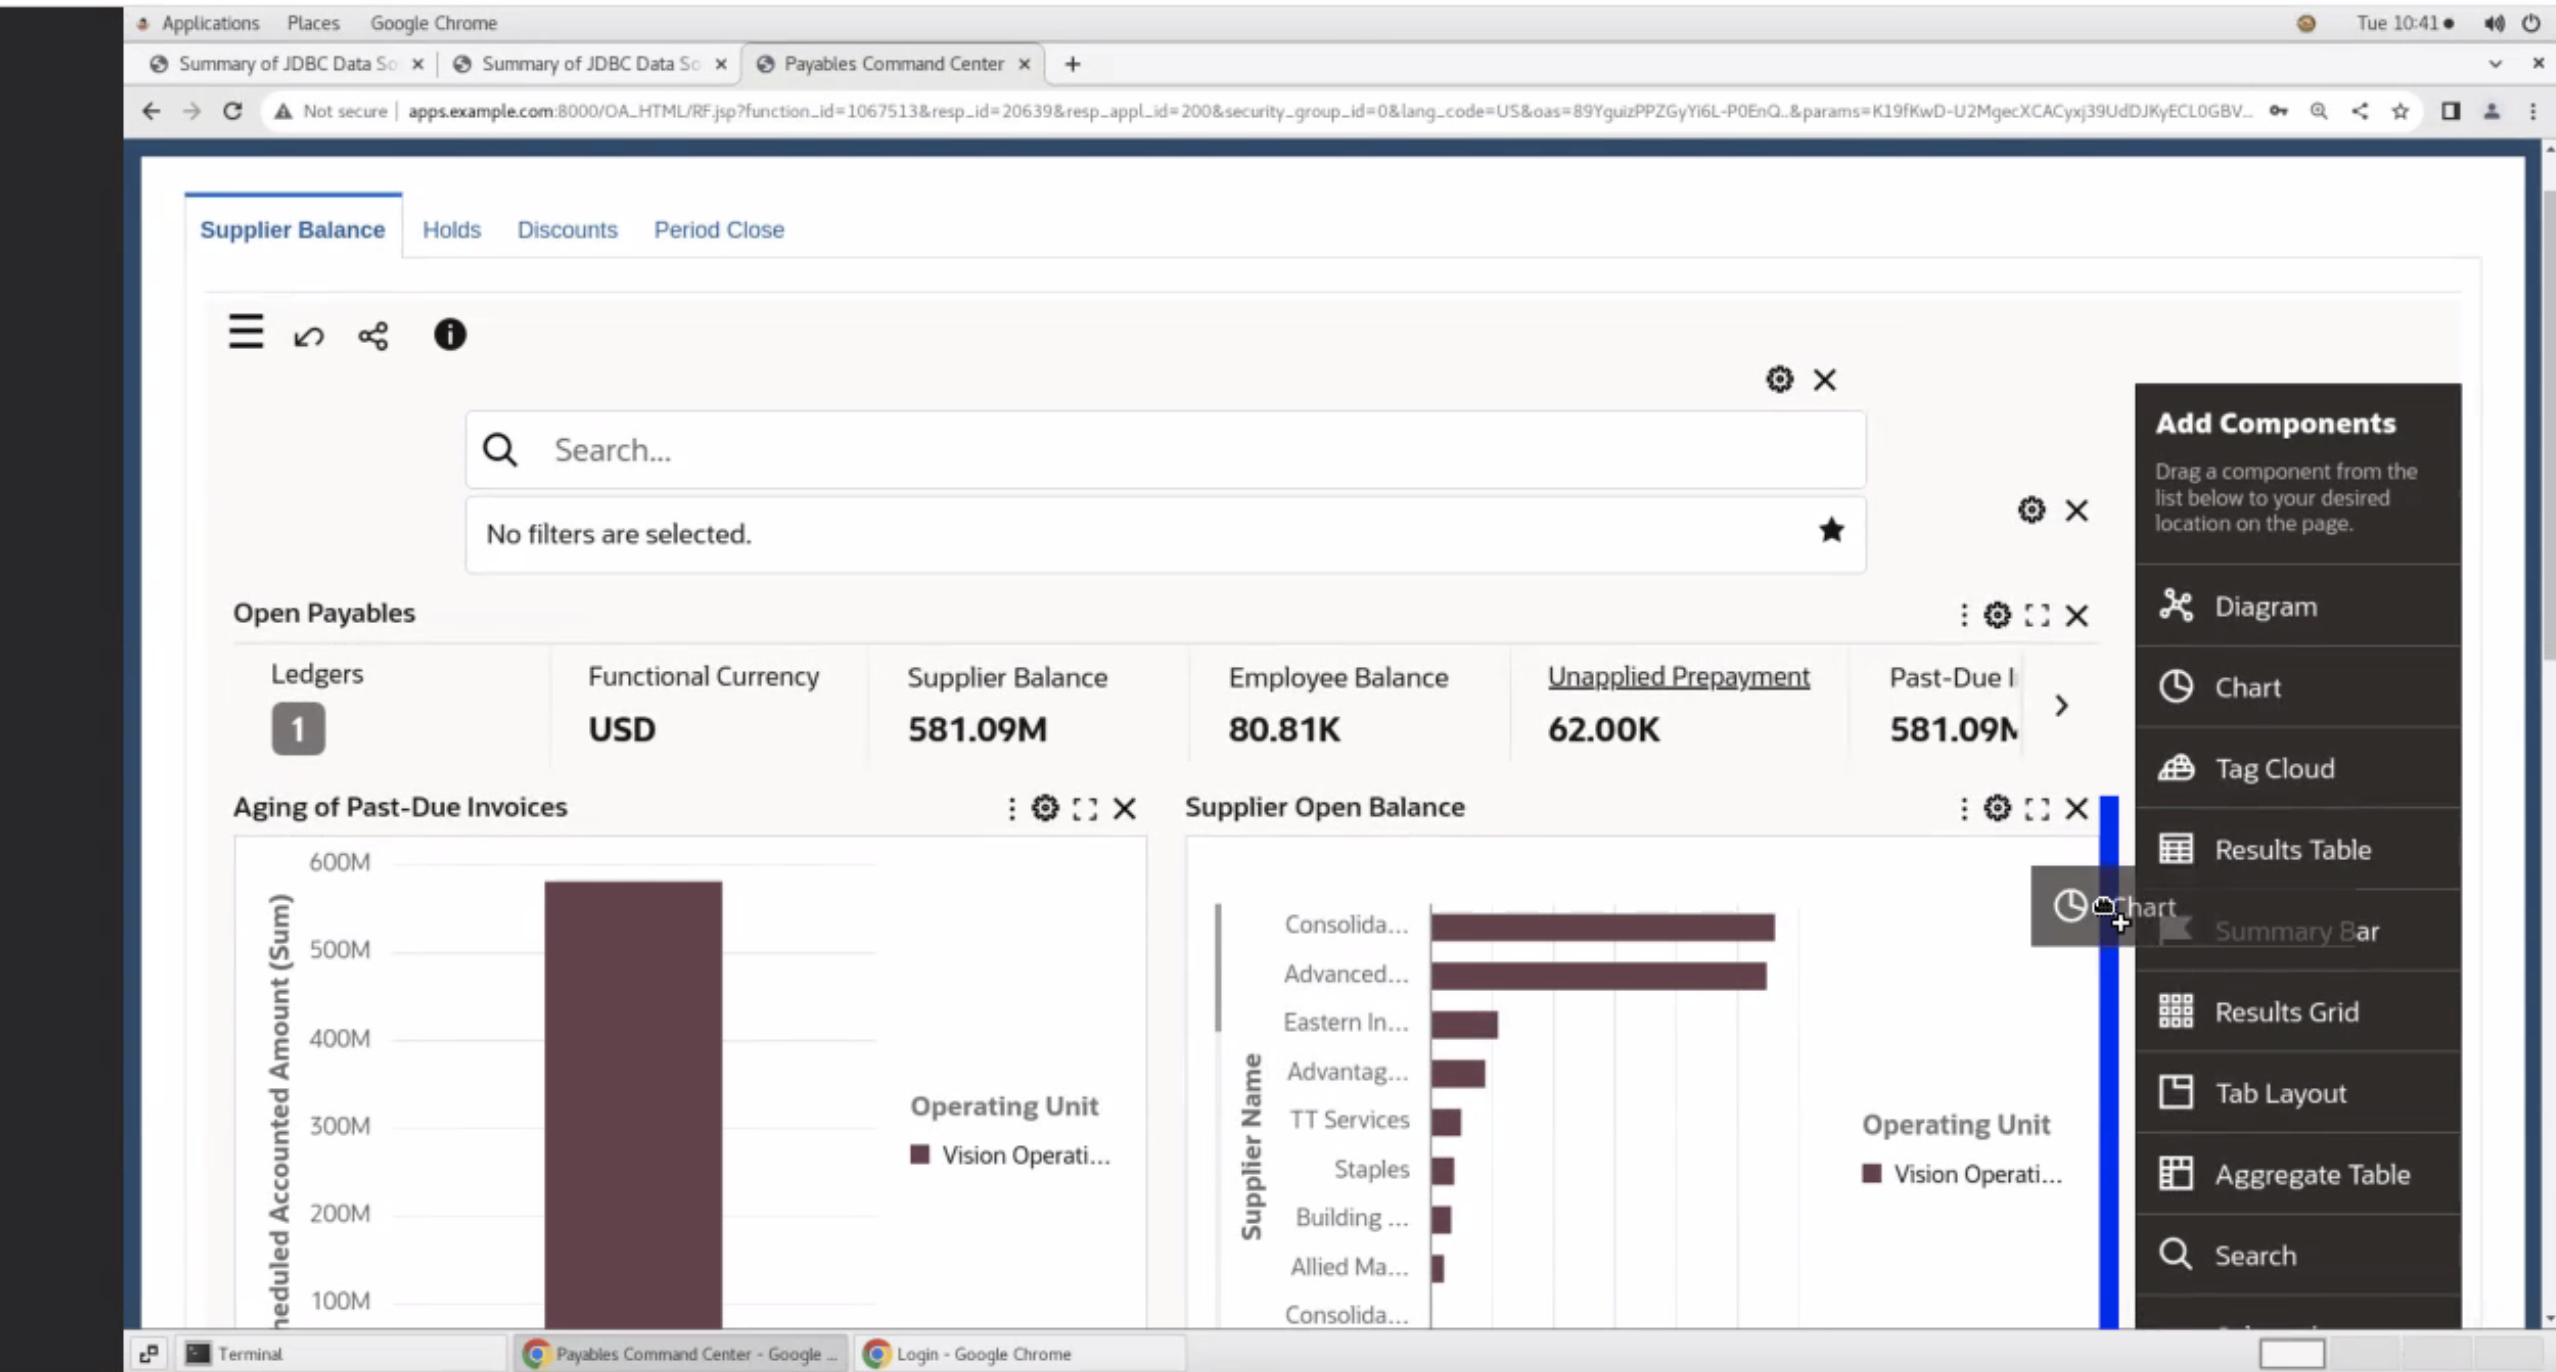 Applications Places Google Chrome Tue 10:41
Summary of JDBC Data So Summary of JDBC Data So Payables Command Center
Not secure apps.example.com:8000/OA_HTML/RF.jsp?function_id=1067513&resp_id=20639&resp_appl_id=200&security_group_id=0&lang_code=US&oas=89YguizPPZGyYi6L-P0EnQ..&params=K19fKwD-U2MgecXCACyxj39UdDJKyECL0GBV...
Supplier Balance Holds Discounts Period Close
Search...
No filters are selected.
Open Payables
Ledgers Functional Currency Supplier Balance Employee Balance Unapplied Prepayment Past-Due I
1 USD 581.09M 80.81K 62.00K 581.09M
Aging of Past-Due Invoices
600M
500M
400M
300M
200M
100M
heduled Accounted Amount (Sum)
Operating Unit
Vision Operati...
Supplier Open Balance
Supplier Name
Consolida...
Advanced...
Eastern In...
Advantag...
TT Services
Staples
Building ...
Allied Ma...
Consolida...
Operating Unit
Vision Operati...
Add Components
Drag a component from the
list below to your desired
location on the page.
Diagram
Chart
Tag Cloud
Results Table
Chart
Summary Bar
Results Grid
Tab Layout
Aggregate Table
Search
Terminal Payables Command Center - Google ... Login - Google Chrome